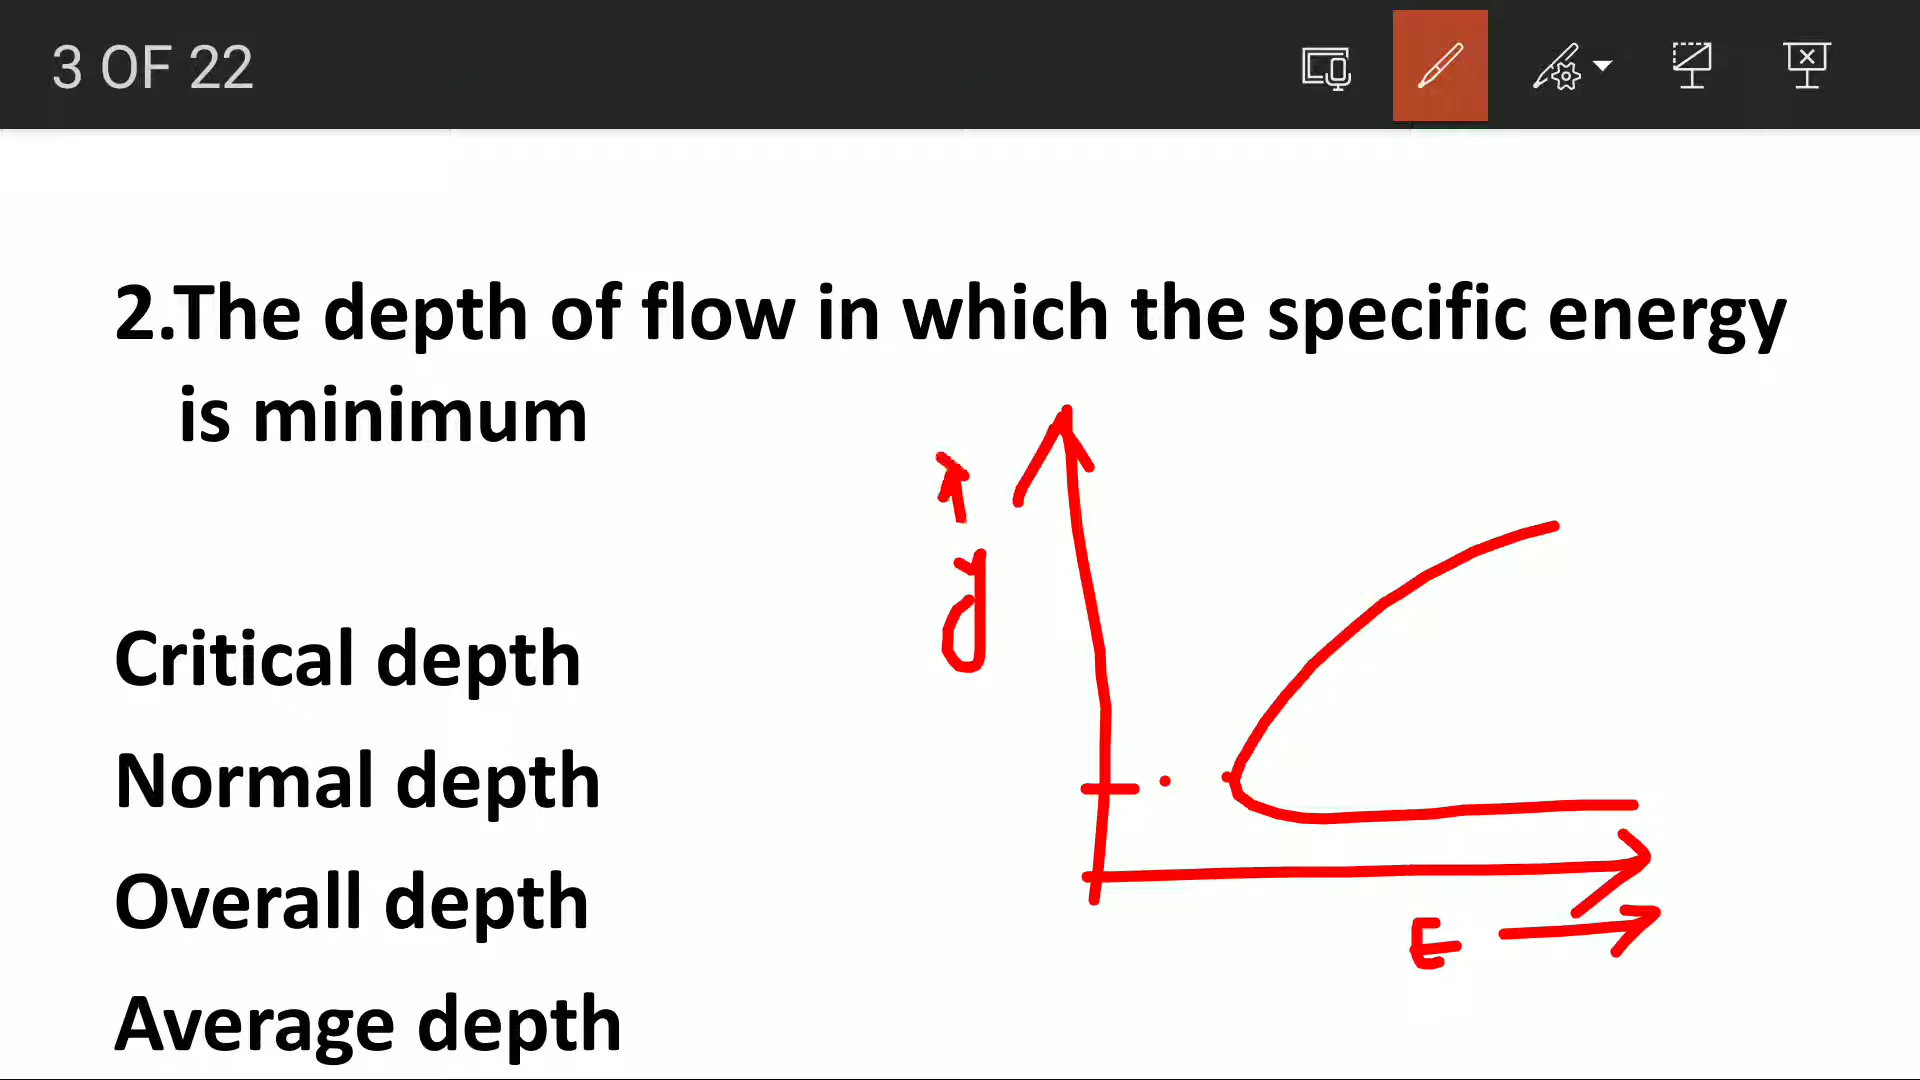 3 OF 22
2.The depth of flow in which the specific energy
is minimum
y
Critical depth
Normal depth
Overall depth
E
Average depth